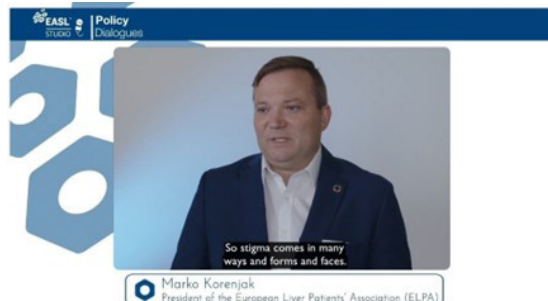 EASL
STUDIO
Policy
Dialogues
So stigma comes in many
ways and forms and faces.
Marko Korenjak
President of the European Liver Patients' Association (ELPA)